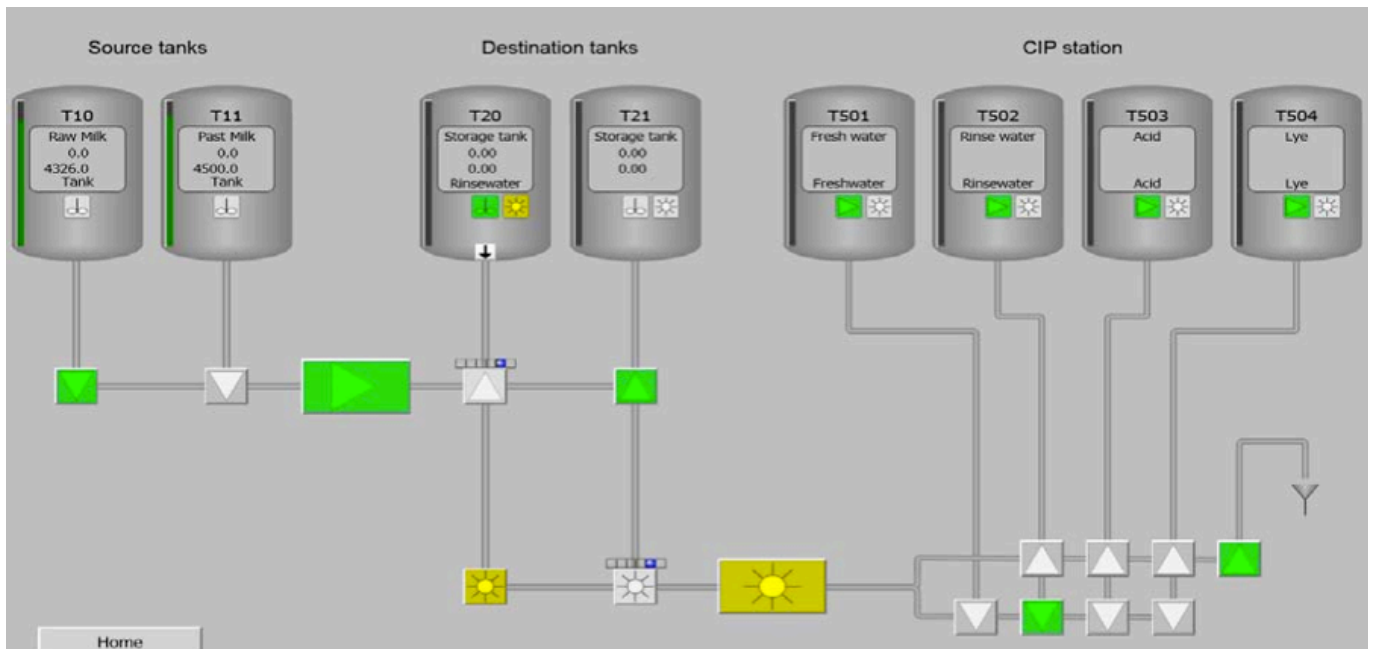 Source tanks
Destination tanks
CIP station
T10
Raw Milk
0.0
4326.0
Tank
T11
Past Milk
0.0
4500.0
Tank
T20
Storage tank
0.00
0.00
Rinsewater
T21
Storage tank
0.00
0.00
T501
Fresh water
Freshwater
T502
Rinse water
Rinsewater
T503
Acid
Acid
T504
Lye
Lye
Home